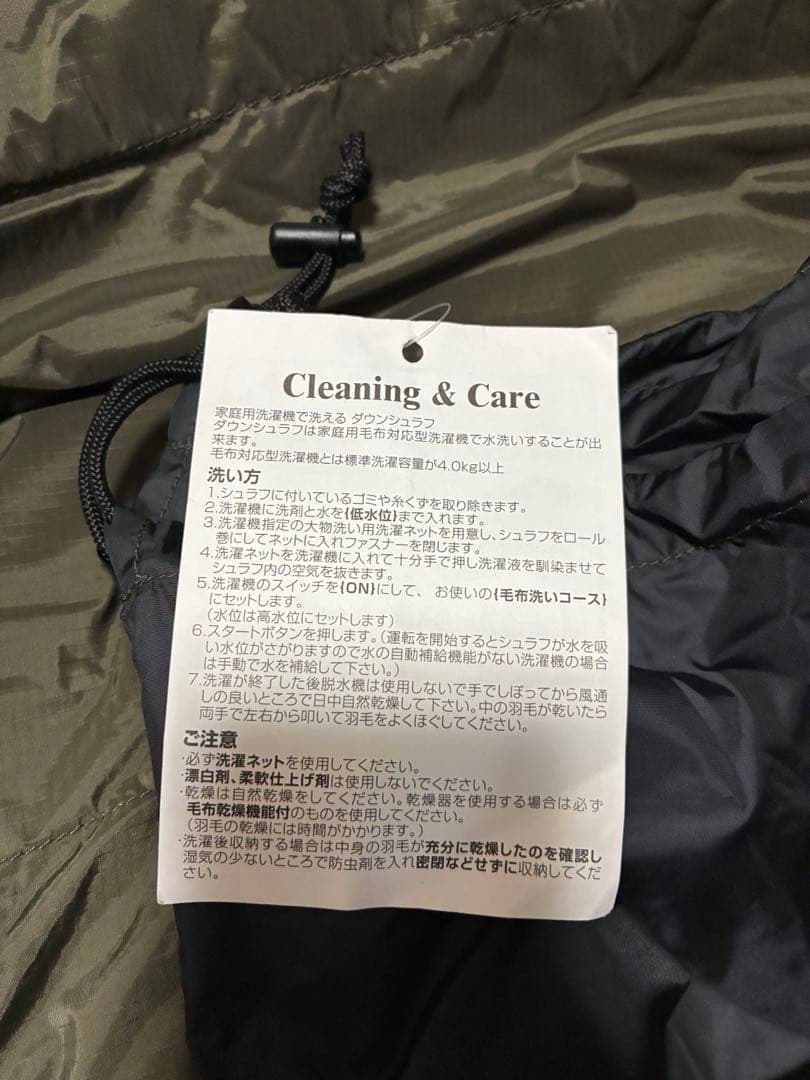 Cleaning & Care
家庭用洗濯機で洗える ダウンシュラフ
ダウンシュラフは家庭用毛布対応型洗濯機で水洗いすることが出
来ます。
毛布対応型洗濯機とは標準洗濯容量が4.0kg以上
洗い方
1.シュラフに付いているゴミや糸くずを取り除きます。
2.洗濯機に洗剤と水を{低水位}まで入れます。
3.洗濯機指定の大物洗い用洗濯ネットを用意し、シュラフをロール
巻にしてネットに入れファスナーを閉じます。
4.洗濯ネットを洗濯機に入れて十分手で押し洗濯液を馴染ませて
シュラフ内の空気を抜きます。
5.洗濯機のスイッチを{ON}にして、 お使いの{毛布洗いコース}
にセットします。
(水位は高水位にセットします)
6.スタートボタンを押します。(運転を開始するとシュラフが水を吸
い水位がさがりますので水の自動補給機能がない洗濯機の場合
は手動で水を補給して下さい。)
7.洗濯が終了した後脱水機は使用しないで手でしぼってから風通
しの良いところで日中自然乾燥して下さい。中の羽毛が乾いたら
両手で左右から叩いて羽毛をよくほぐしてください。
ご注意
・必ず洗濯ネットを使用してください。
・漂白剤、柔軟仕上げ剤は使用しないでください。
・乾燥は自然乾燥をしてください。乾燥器を使用する場合は必ず
毛布乾燥機能付のものを使用してください。
(羽毛の乾燥には時間がかかります。)
・洗濯後収納する場合は中身の羽毛が充分に乾燥したのを確認し
湿気の少ないところで防虫剤を入れ密閉などせずに収納してくだ
さい。